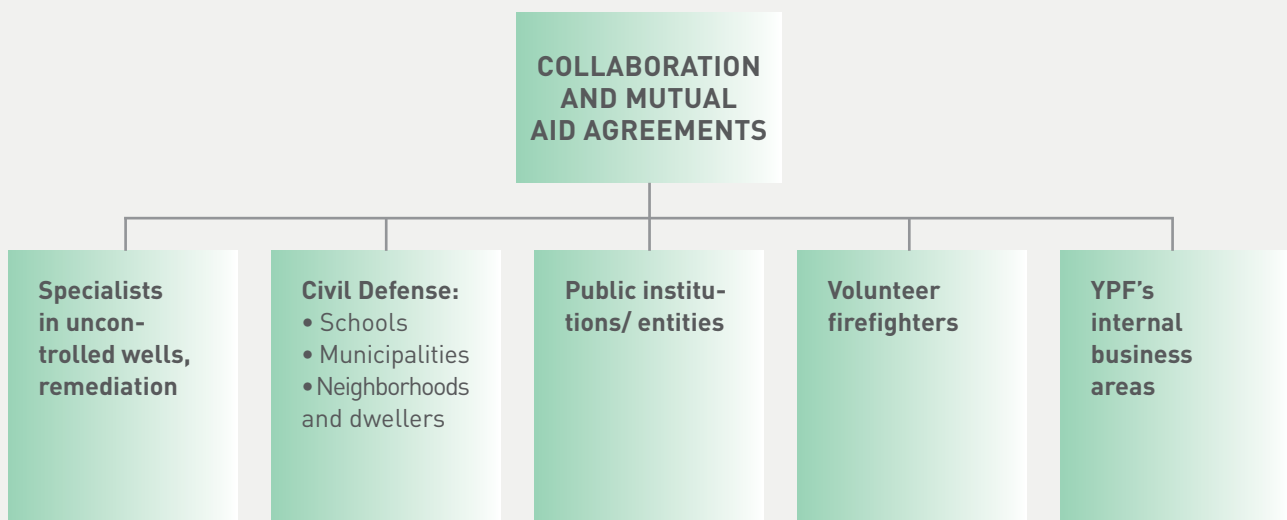 COLLABORATION
AND MUTUAL
AID AGREEMENTS
Specialists
in uncon-
trolled wells,
remediation
Civil Defense:
• Schools
• Municipalities
• Neighborhoods
and dwellers
Public institu-
tions/ entities
Volunteer
firefighters
YPF's
internal
business
areas